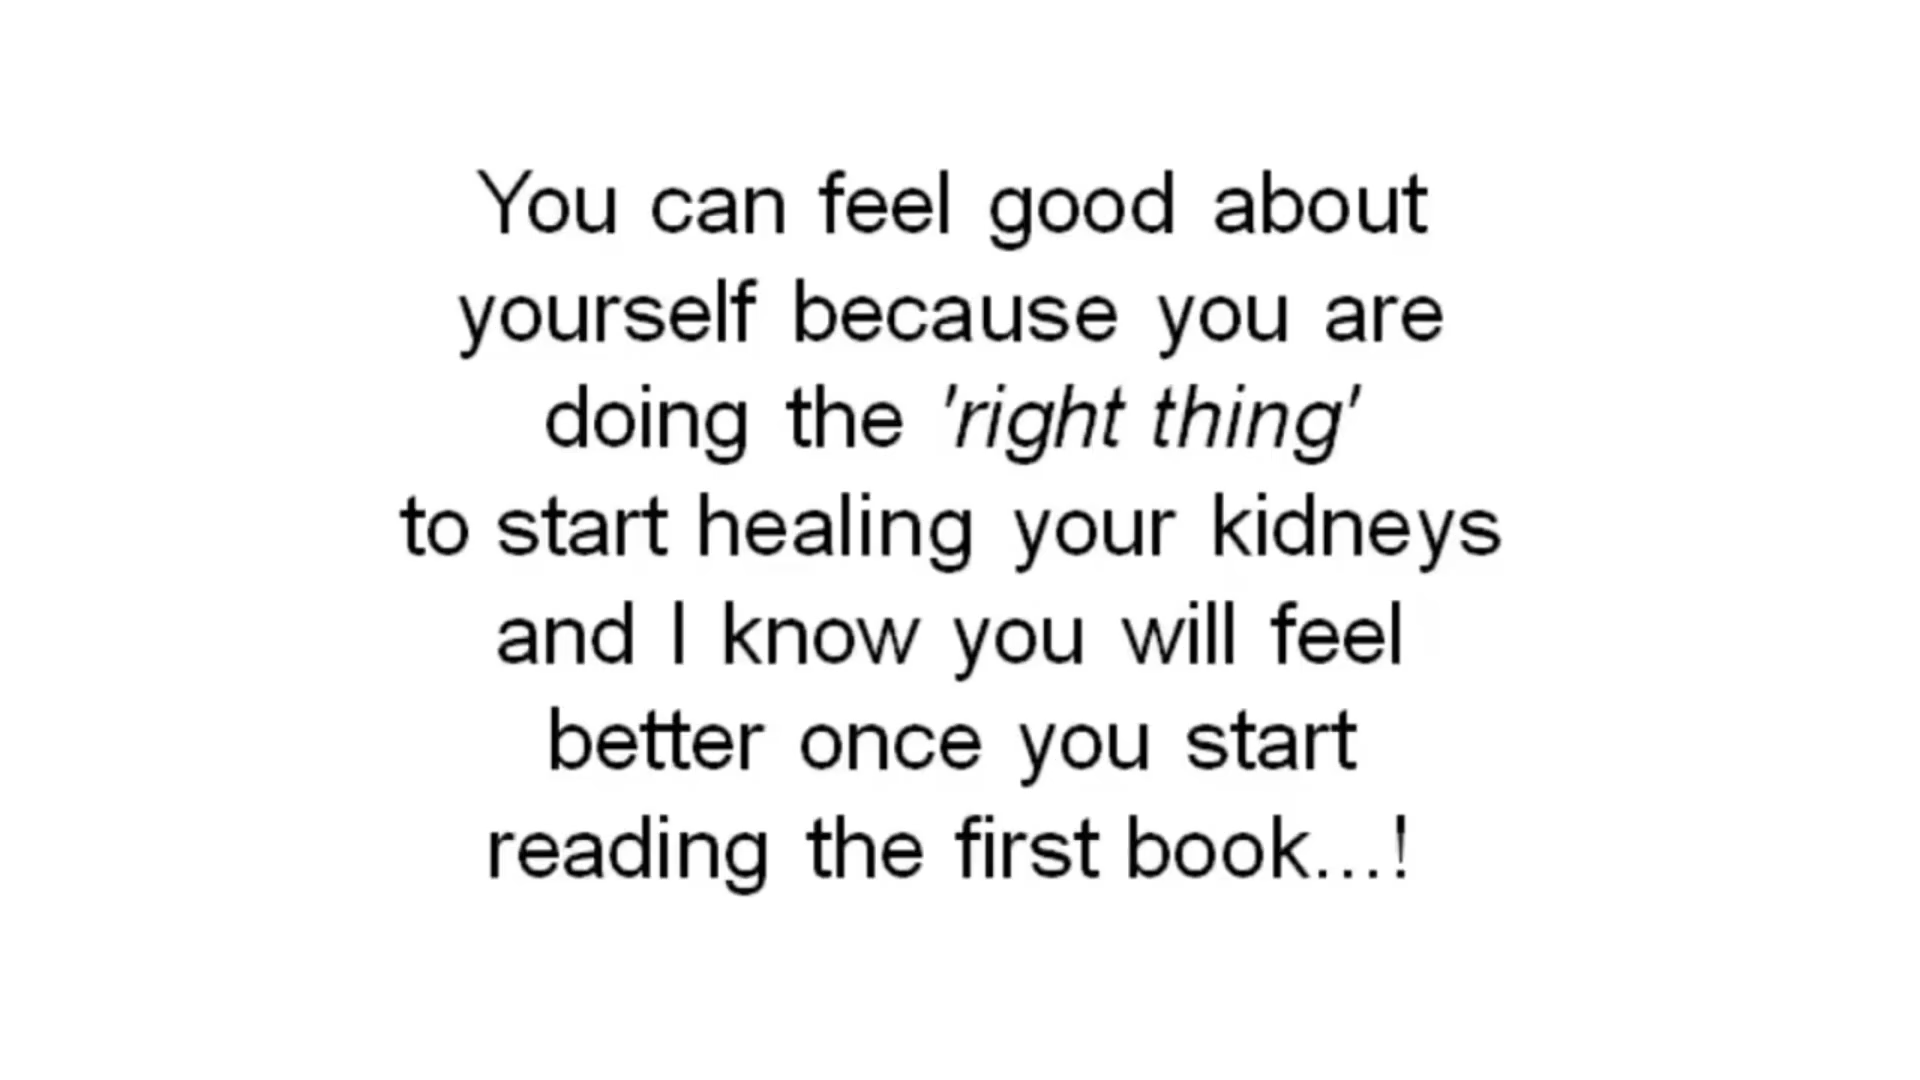 You can feel good about
yourself because you are
doing the 'right thing'
to start healing your kidneys
and I know you will feel
better once you start
reading the first book...!